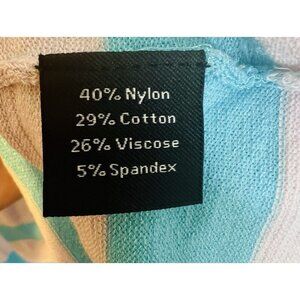 40% Nylon
29% Cotton
26% Viscose
5% Spandex